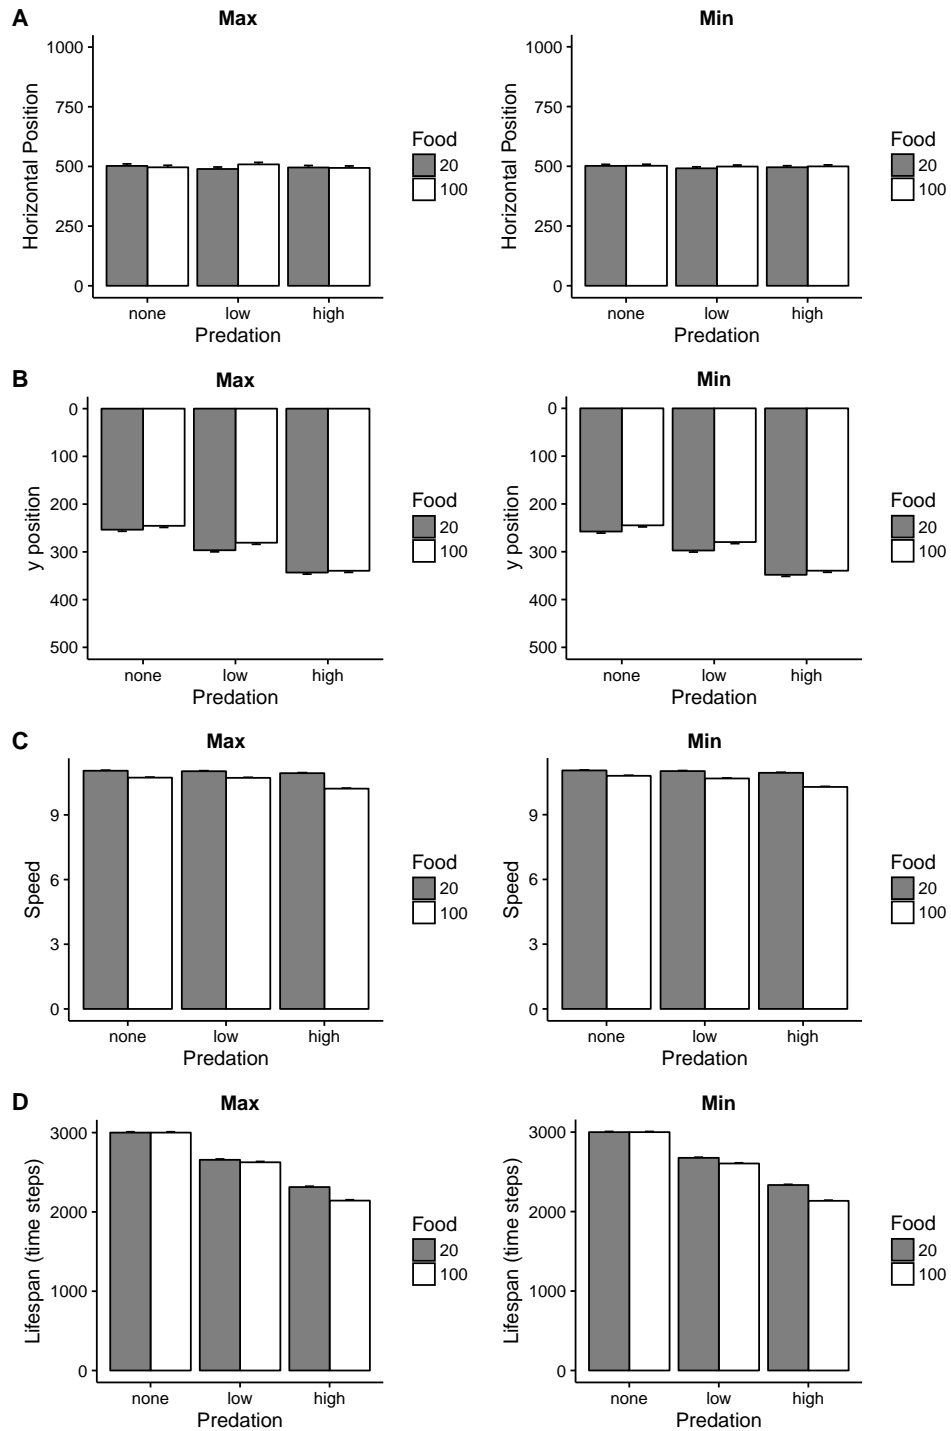 A
Max
Horizontal Position
1000
750
500
250
0
none low high
Predation
Food
20
100
Min
Horizontal Position
1000
750
500
250
0
none low high
Predation
Food
20
100
B
Max
y position
0
100
200
300
400
500
none low high
Predation
Food
20
100
Min
y position
0
100
200
300
400
500
none low high
Predation
Food
20
100
C
Max
Speed
9
6
3
0
none low high
Predation
Food
20
100
Min
Speed
9
6
3
0
none low high
Predation
Food
20
100
D
Max
Lifespan (time steps)
3000
2000
1000
0
none low high
Predation
Food
20
100
Min
Lifespan (time steps)
3000
2000
1000
0
none low high
Predation
Food
20
100